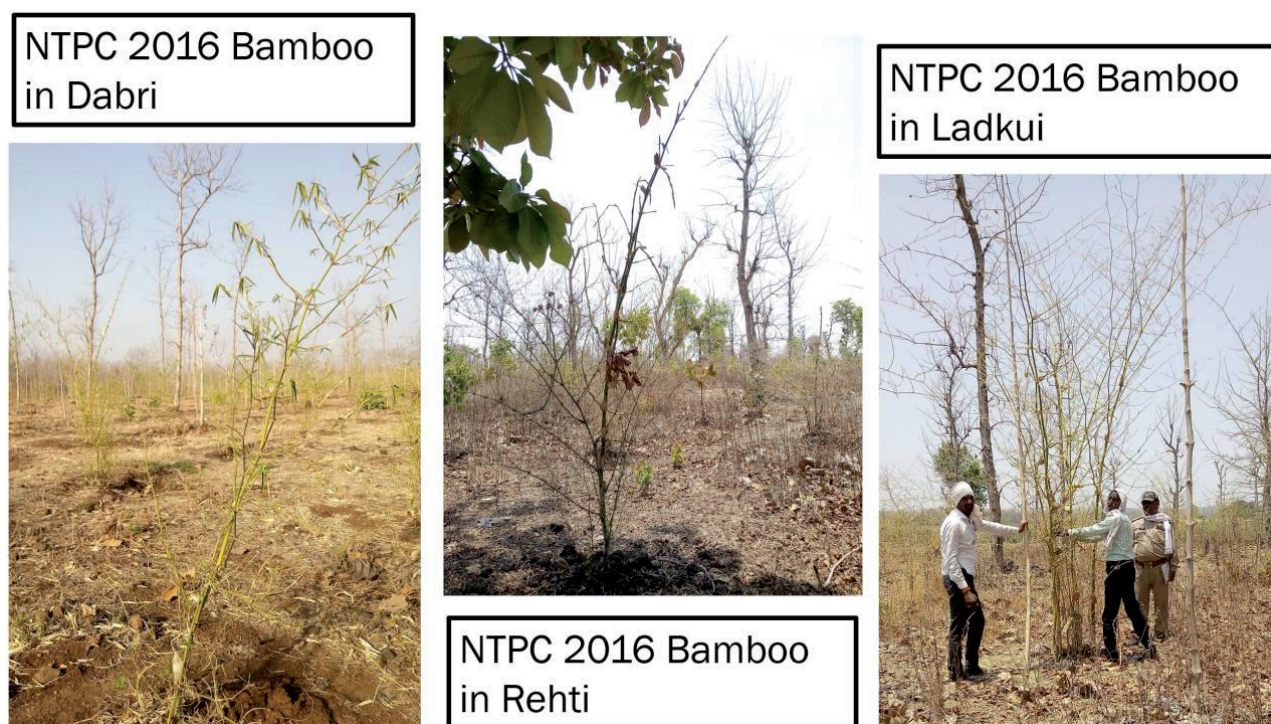 NTPC 2016 Bamboo
in Dabri
NTPC 2016 Bamboo
in Rehti
NTPC 2016 Bamboo
in Ladkui